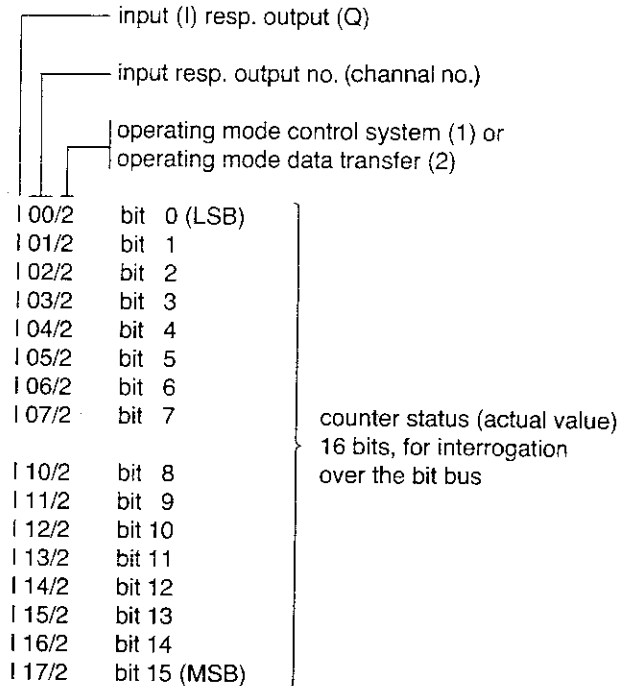 input (I) resp. output (Q)
input resp. output no. (channal no.)
operating mode control system (1) or
operating mode data transfer (2)
I 00/2 bit 0 (LSB)
I 01/2 bit 1
I 02/2 bit 2
I 03/2 bit 3
I 04/2 bit 4
I 05/2 bit 5
I 06/2 bit 6
I 07/2 bit 7
counter status (actual value)
16 bits, for interrogation
over the bit bus
I 10/2 bit 8
I 11/2 bit 9
I 12/2 bit 10
I 13/2 bit 11
I 14/2 bit 12
I 15/2 bit 13
I 16/2 bit 14
I 17/2 bit 15 (MSB)